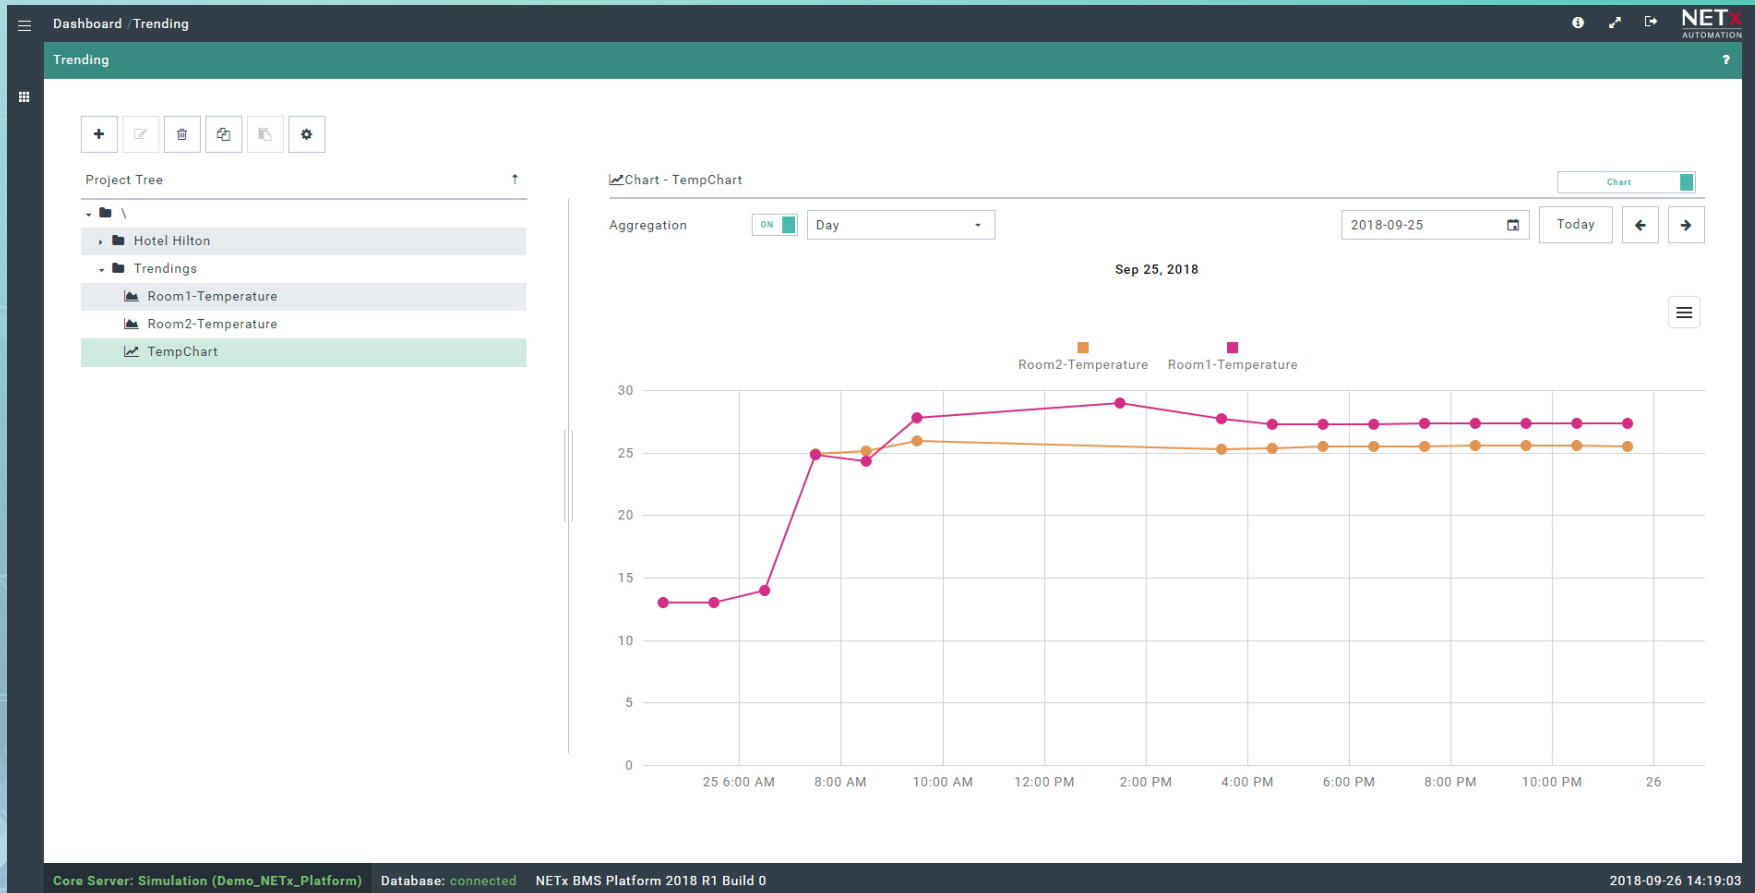 Dashboard /Trending
NETx
AUTOMATION
Trending
?
Project Tree
Chart - TempChart
Chart
\
Aggregation
ON
Day
2018-09-25
Today
Hotel Hilton
Trendings
Sep 25, 2018
Room1-Temperature
Room2-Temperature
TempChart
Room2-Temperature
Room1-Temperature
30
25
20
15
10
5
0
25 6:00 AM
8:00 AM
10:00 AM
12:00 PM
2:00 PM
4:00 PM
6:00 PM
8:00 PM
10:00 PM
26
Core Server: Simulation (Demo_NETx_Platform)
Database: connected
NETx BMS Platform 2018 R1 Build 0
2018-09-26 14:19:03